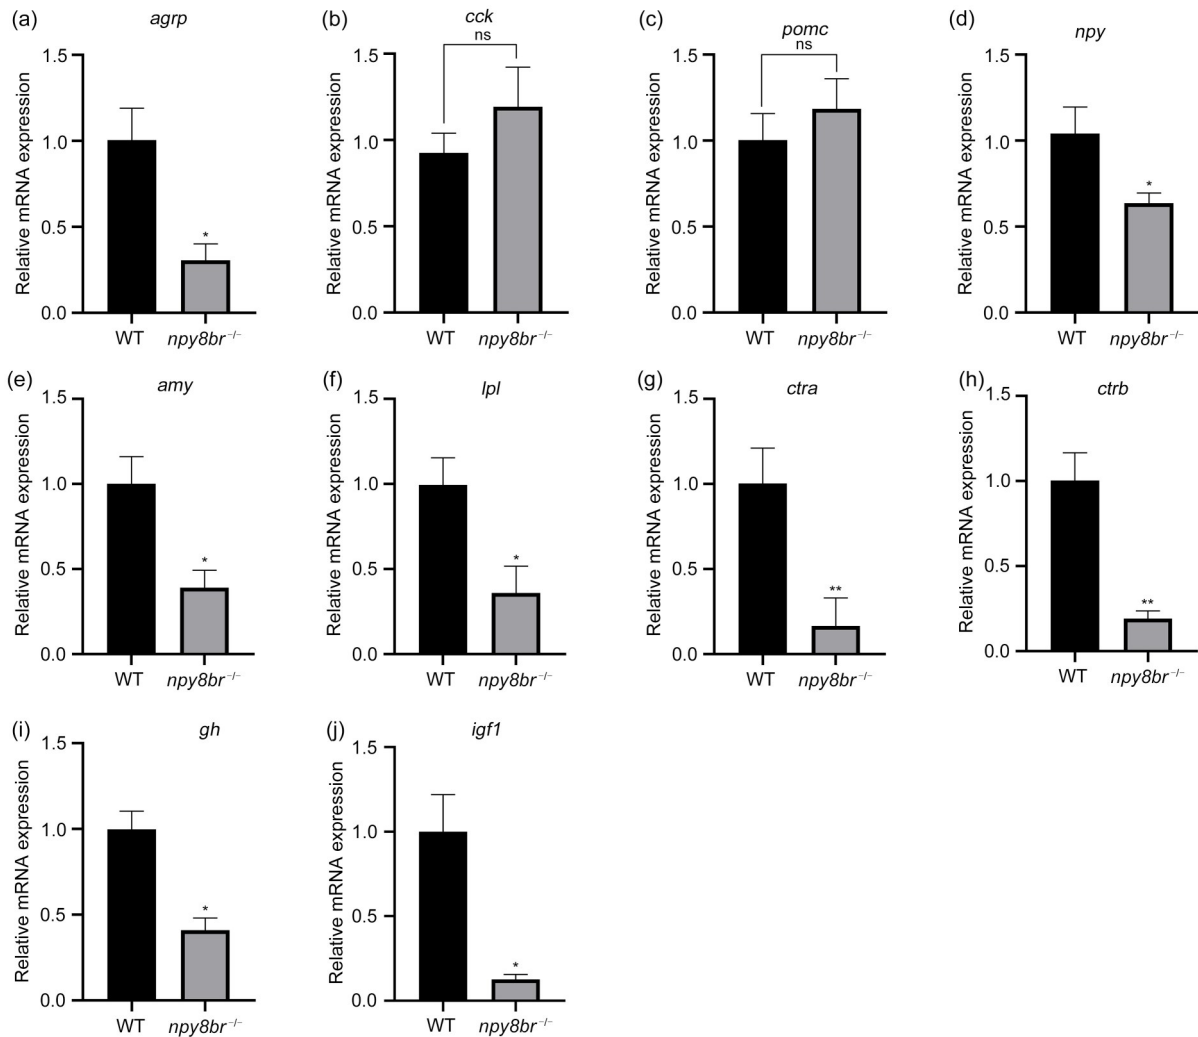 (a)
agrp
Relative mRNA expression
1.5
1.0
0.5
0.0
*
WT
npy8br⁻/⁻
(b)
cck
ns
Relative mRNA expression
1.5
1.0
0.5
0.0
WT
npy8br⁻/⁻
(c)
pomc
ns
Relative mRNA expression
1.5
1.0
0.5
0.0
WT
npy8br⁻/⁻
(d)
npy
Relative mRNA expression
1.5
1.0
0.5
0.0
*
WT
npy8br⁻/⁻
(e)
amy
Relative mRNA expression
1.5
1.0
0.5
0.0
*
WT
npy8br⁻/⁻
(f)
lpl
Relative mRNA expression
1.5
1.0
0.5
0.0
*
WT
npy8br⁻/⁻
(g)
ctra
Relative mRNA expression
1.5
1.0
0.5
0.0
**
WT
npy8br⁻/⁻
(h)
ctrb
Relative mRNA expression
1.5
1.0
0.5
0.0
**
WT
npy8br⁻/⁻
(i)
gh
Relative mRNA expression
1.5
1.0
0.5
0.0
*
WT
npy8br⁻/⁻
(j)
igf1
Relative mRNA expression
1.5
1.0
0.5
0.0
*
WT
npy8br⁻/⁻